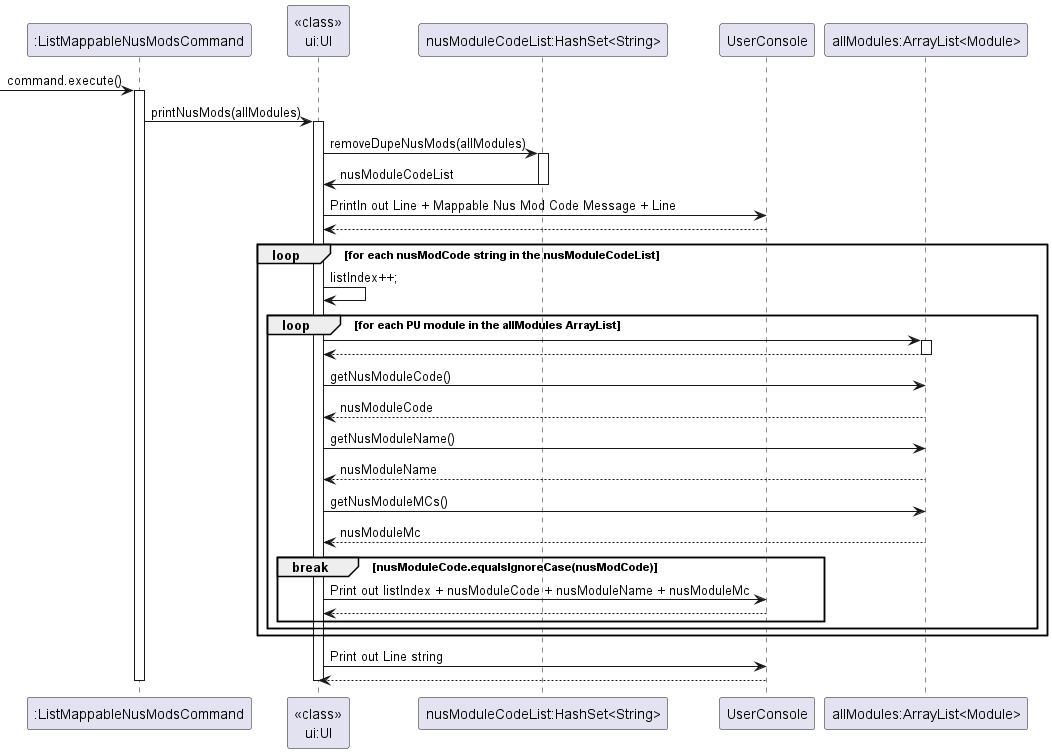 :ListMappableNusModsCommand
«class»
ui:UI
nusModuleCodeList:HashSet<String>
UserConsole
allModules:ArrayList<Module>
command.execute()
printNusMods(allModules)
removeDupeNusMods(allModules)
nusModuleCodeList
Println out Line + Mappable Nus Mod Code Message + Line
loop [for each nusModCode string in the nusModuleCodeList]
listIndex++;
loop [for each PU module in the allModules ArrayList]
getNusModuleCode()
nusModuleCode
getNusModuleName()
nusModuleName
getNusModuleMCs()
nusModuleMc
break [nusModuleCode.equalsIgnoreCase(nusModCode)]
Print out listIndex + nusModuleCode + nusModuleName + nusModuleMc
Print out Line string
:ListMappableNusModsCommand
«class»
ui:UI
nusModuleCodeList:HashSet<String>
UserConsole
allModules:ArrayList<Module>